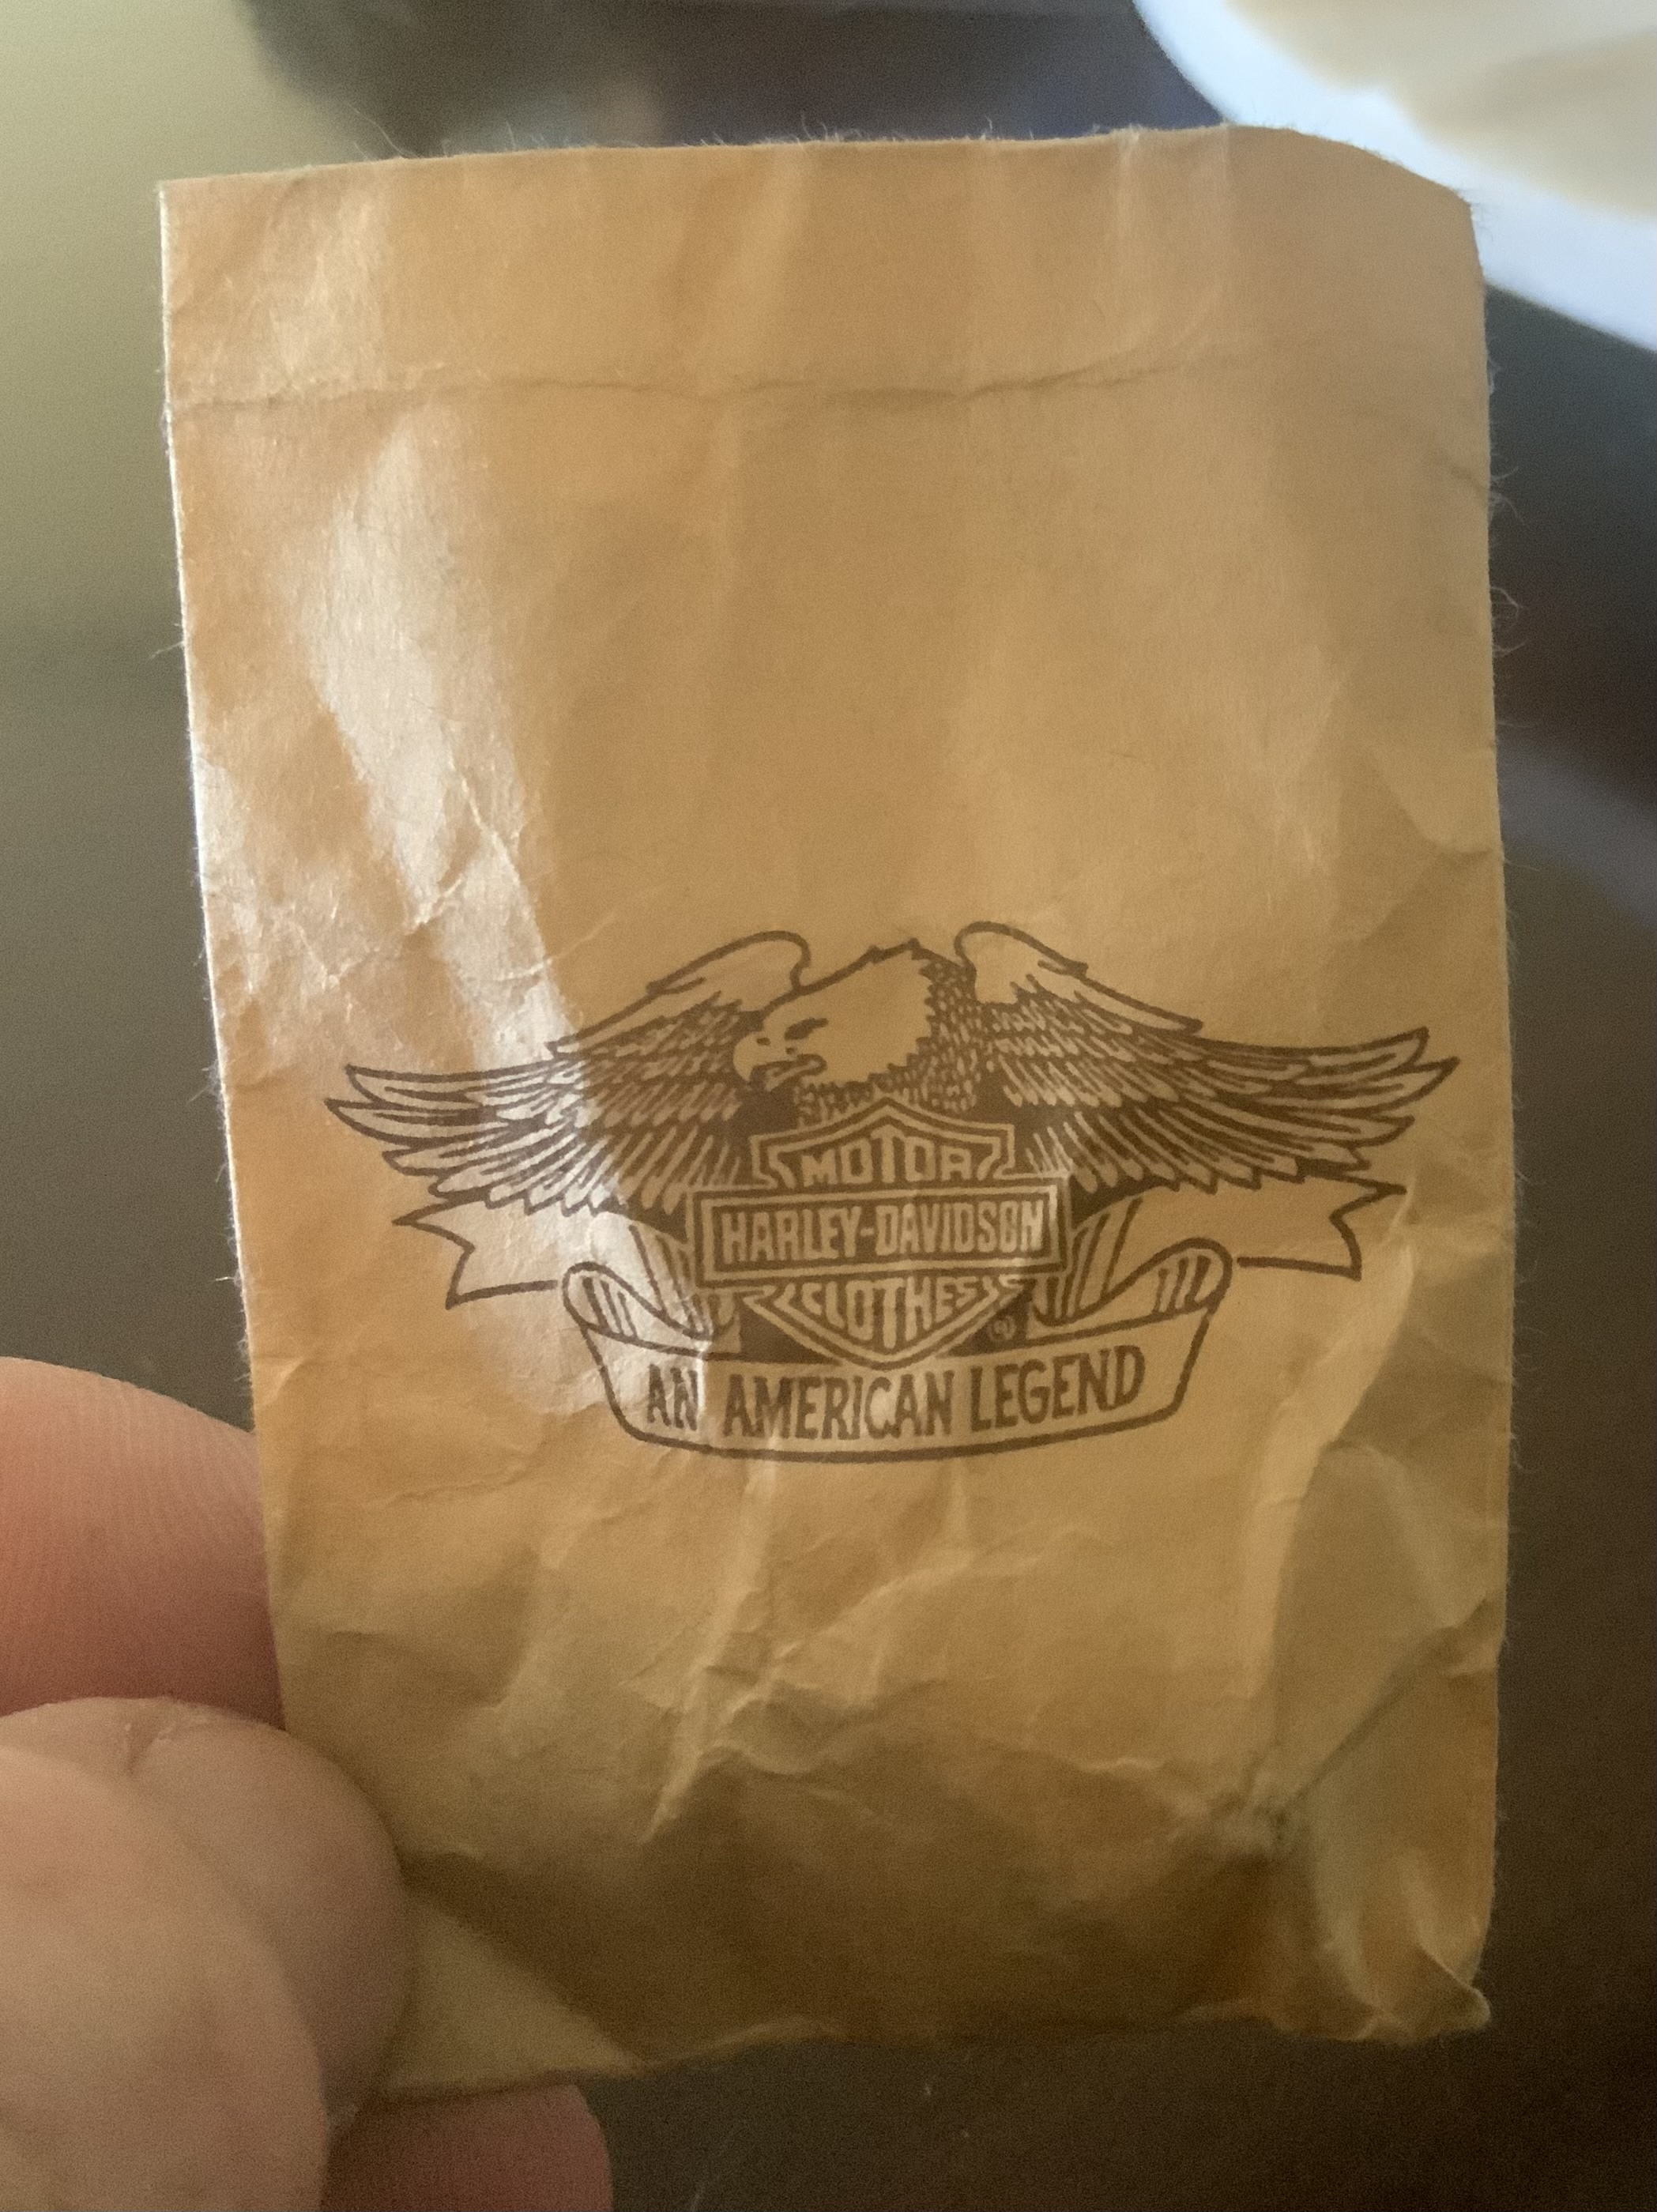 MOTOR
HARLEY-DAVIDSON
CLOTHES
®
AN AMERICAN LEGEND